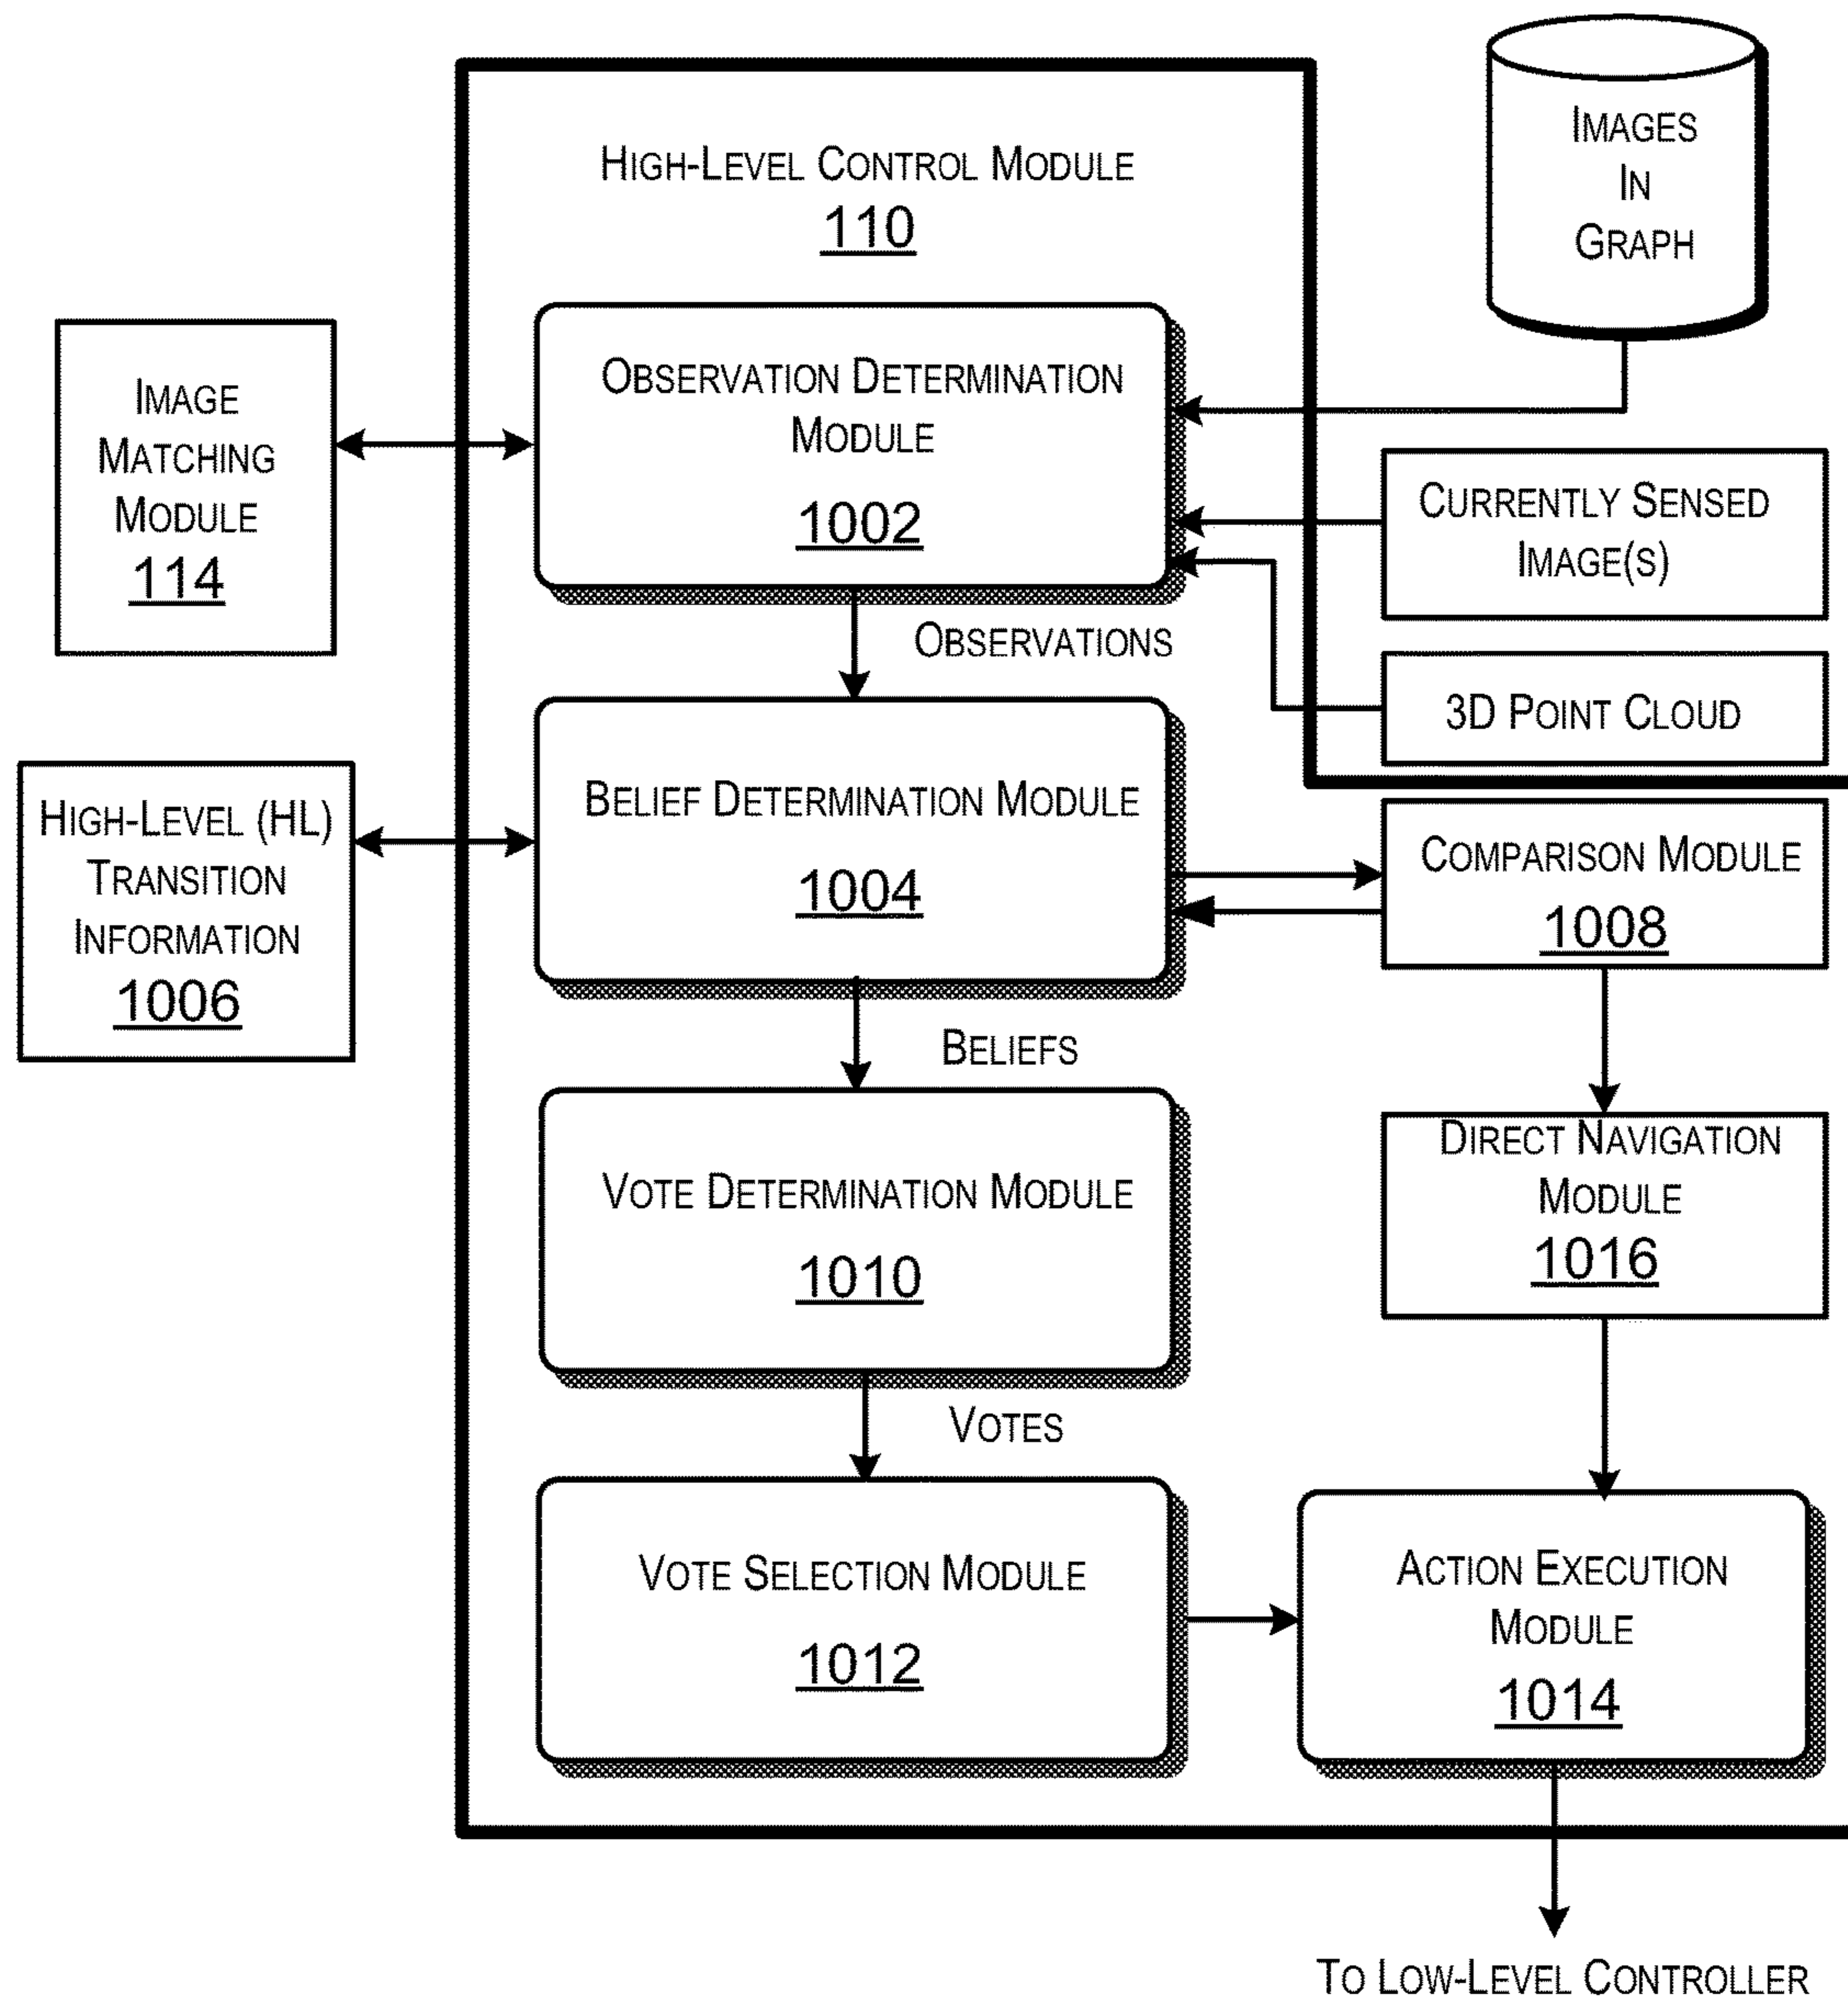 HIGH-LEVEL CONTROL MODULE
110
IMAGES
IN
GRAPH
IMAGE
MATCHING
MODULE
114
OBSERVATION DETERMINATION
MODULE
1002
CURRENTLY SENSED
IMAGE(S)
3D POINT CLOUD
OBSERVATIONS
HIGH-LEVEL (HL)
TRANSITION
INFORMATION
1006
BELIEF DETERMINATION MODULE
1004
COMPARISON MODULE
1008
BELIEFS
DIRECT NAVIGATION
MODULE
1016
VOTE DETERMINATION MODULE
1010
VOTES
VOTE SELECTION MODULE
1012
ACTION EXECUTION
MODULE
1014
TO LOW-LEVEL CONTROLLER